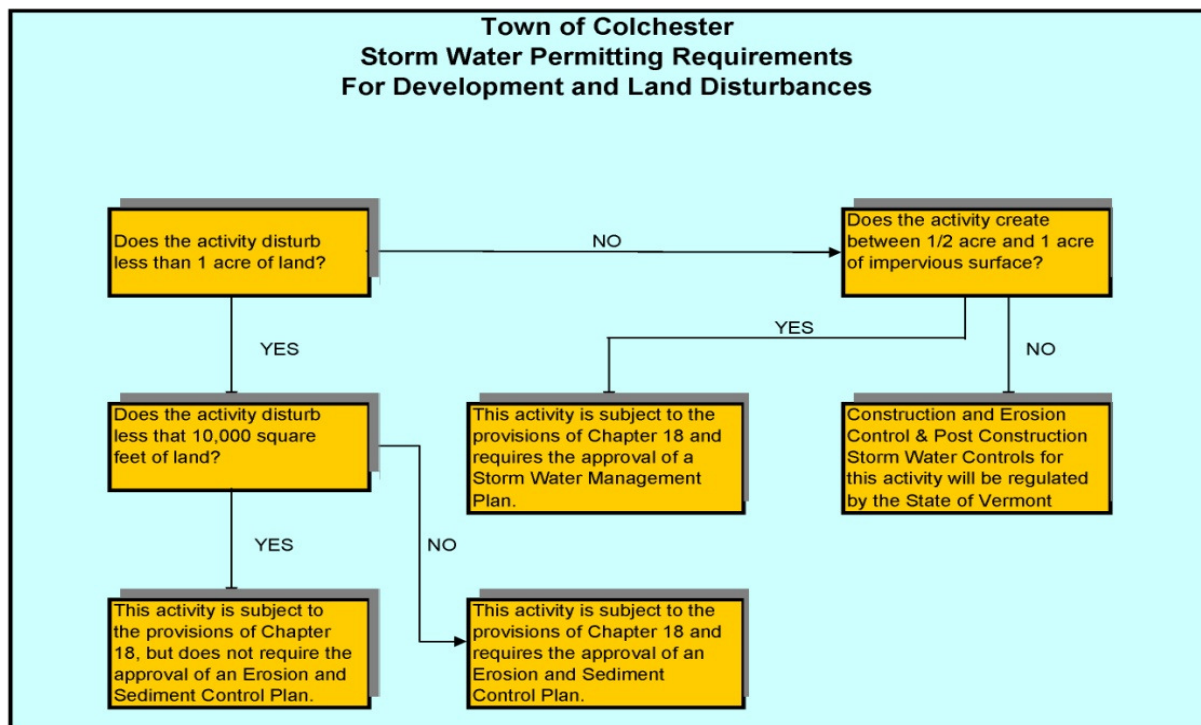 Town of Colchester
Storm Water Permitting Requirements
For Development and Land Disturbances
Does the activity disturb
less than 1 acre of land?
NO
Does the activity create
between 1/2 acre and 1 acre
of impervious surface?
YES
YES
NO
Does the activity disturb
less that 10,000 square
feet of land?
This activity is subject to the
provisions of Chapter 18 and
requires the approval of a
Storm Water Management
Plan.
Construction and Erosion
Control & Post Construction
Storm Water Controls for
this activity will be regulated
by the State of Vermont
YES
NO
This activity is subject to
the provisions of Chapter
18, but does not require the
approval of an Erosion and
Sediment Control Plan.
This activity is subject to the
provisions of Chapter 18 and
requires the approval of an
Erosion and Sediment
Control Plan.